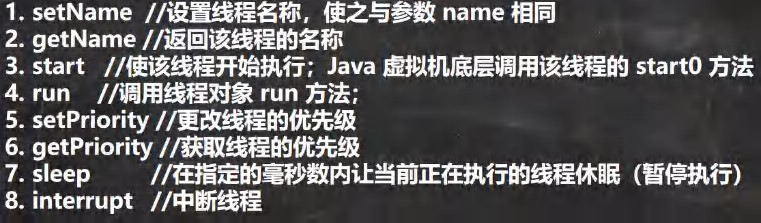 1. setName //设置线程名称，使之与参数 name 相同
2. getName //返回该线程的名称
3. start //使该线程开始执行；Java 虚拟机底层调用该线程的 start0 方法
4. run //调用线程对象 run 方法；
5. setPriority //更改线程的优先级
6. getPriority //获取线程的优先级
7. sleep //在指定的毫秒数内让当前正在执行的线程休眠（暂停执行）
8. interrupt //中断线程